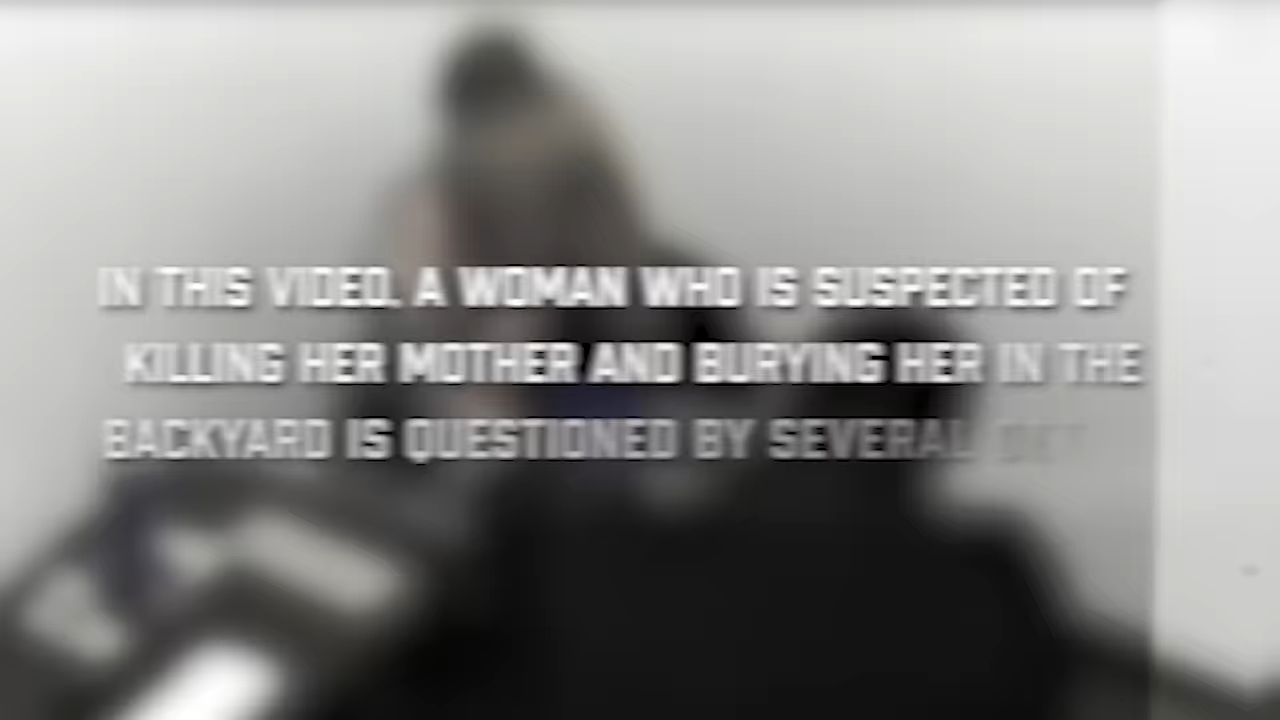 IN THIS VIDEO, A WOMAN WHO IS SUSPECTED OF
KILLING HER MOTHER AND BURYING HER IN THE
BACKYARD IS QUESTIONED BY SEVERAL